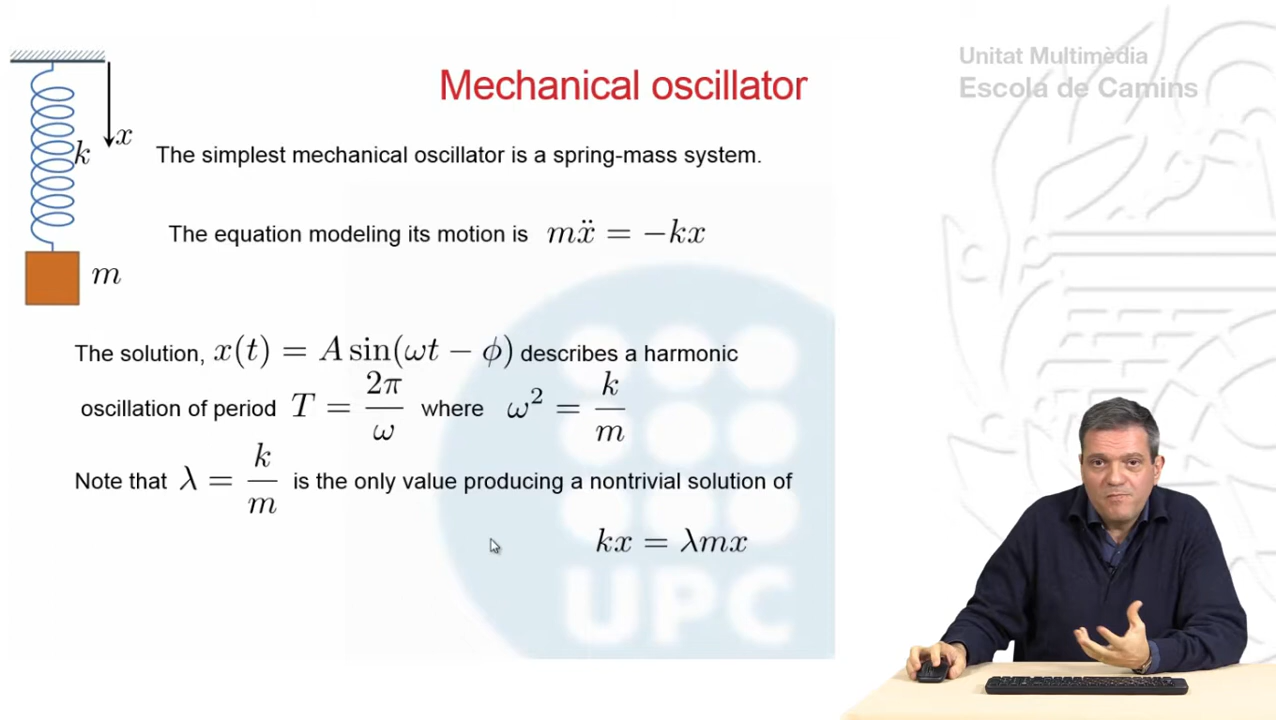 Unitat Multimèdia
Escola de Camins
Mechanical oscillator
x
k
The simplest mechanical oscillator is a spring-mass system.
The equation modeling its motion is mẍ = −kx
m
The solution, x(t) = A sin(ωt − ϕ) describes a harmonic
oscillation of period T = 2π/ω where ω² = k/m
Note that λ = k/m is the only value producing a nontrivial solution of
kx = λmx
UPC